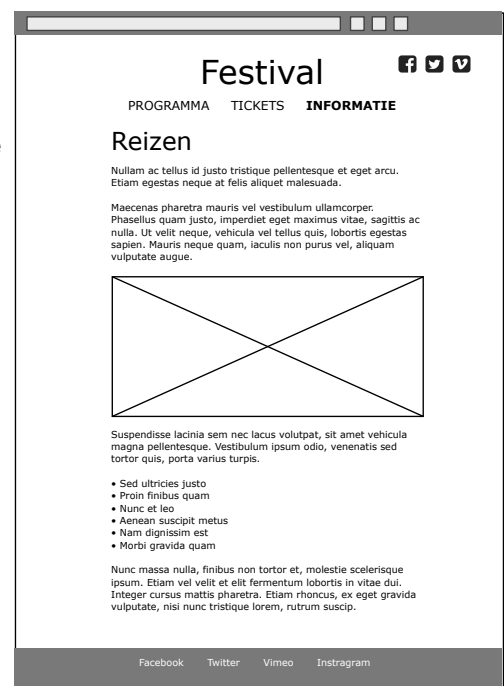 Festival
PROGRAMMA TICKETS INFORMATIE
Reizen
Nullam ac tellus id justo tristique pellentesque et eget arcu.
Etiam egestas neque at felis aliquet malesuada.
Maecenas pharetra mauris vel vestibulum ullamcorper.
Phasellus quam justo, imperdiet eget maximus vitae, sagittis ac
nulla. Ut velit neque, vehicula vel tellus quis, lobortis egestas
sapien. Mauris neque quam, iaculis non purus vel, aliquam
vulputate augue.
Suspendisse lacinia sem nec lacus volutpat, sit amet vehicula
magna pellentesque. Vestibulum ipsum odio, venenatis sed
tortor quis, porta varius turpis.
• Sed ultricies justo
• Proin finibus quam
• Nunc et leo
• Aenean suscipit metus
• Nam dignissim est
• Morbi gravida quam
Nunc massa nulla, finibus non tortor et, molestie scelerisque
ipsum. Etiam vel velit et elit fermentum lobortis in vitae dui.
Integer cursus mattis pharetra. Etiam rhoncus, ex eget gravida
vulputate, nisi nunc tristique lorem, rutrum suscip.
Facebook Twitter Vimeo Instragram